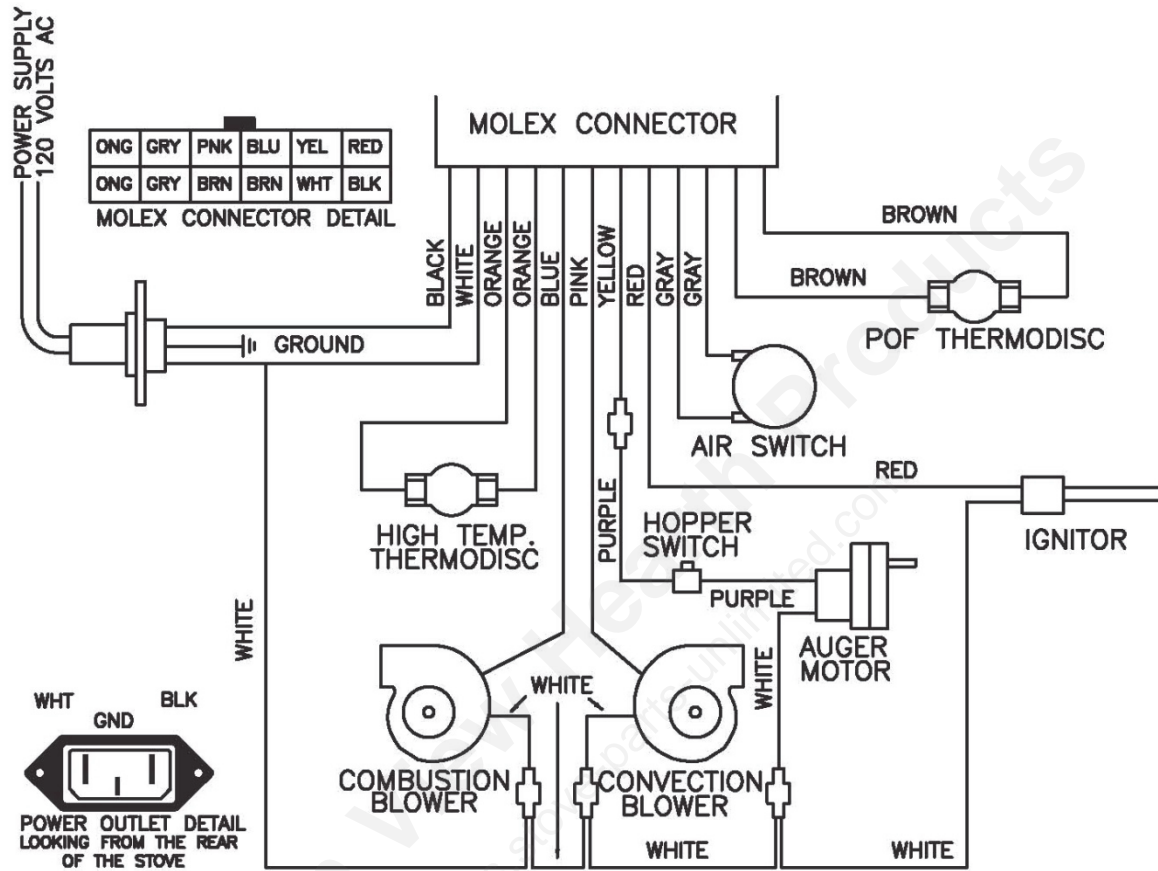 POWER SUPPLY
120 VOLTS AC
ONG GRY PNK BLU YEL RED
ONG GRY BRN BRN WHT BLK
MOLEX CONNECTOR DETAIL
MOLEX CONNECTOR
BLACK
WHITE
ORANGE
ORANGE
BLUE
PINK
YELLOW
RED
GRAY
GRAY
BROWN
BROWN
POF THERMODISC
GROUND
AIR SWITCH
RED
IGNITOR
HIGH TEMP.
THERMODISC
PURPLE
HOPPER
SWITCH
PURPLE
AUGER
MOTOR
WHITE
WHITE
WHITE
COMBUSTION
BLOWER
CONVECTION
BLOWER
WHITE
WHITE
WHT
GND
BLK
POWER OUTLET DETAIL
LOOKING FROM THE REAR
OF THE STOVE